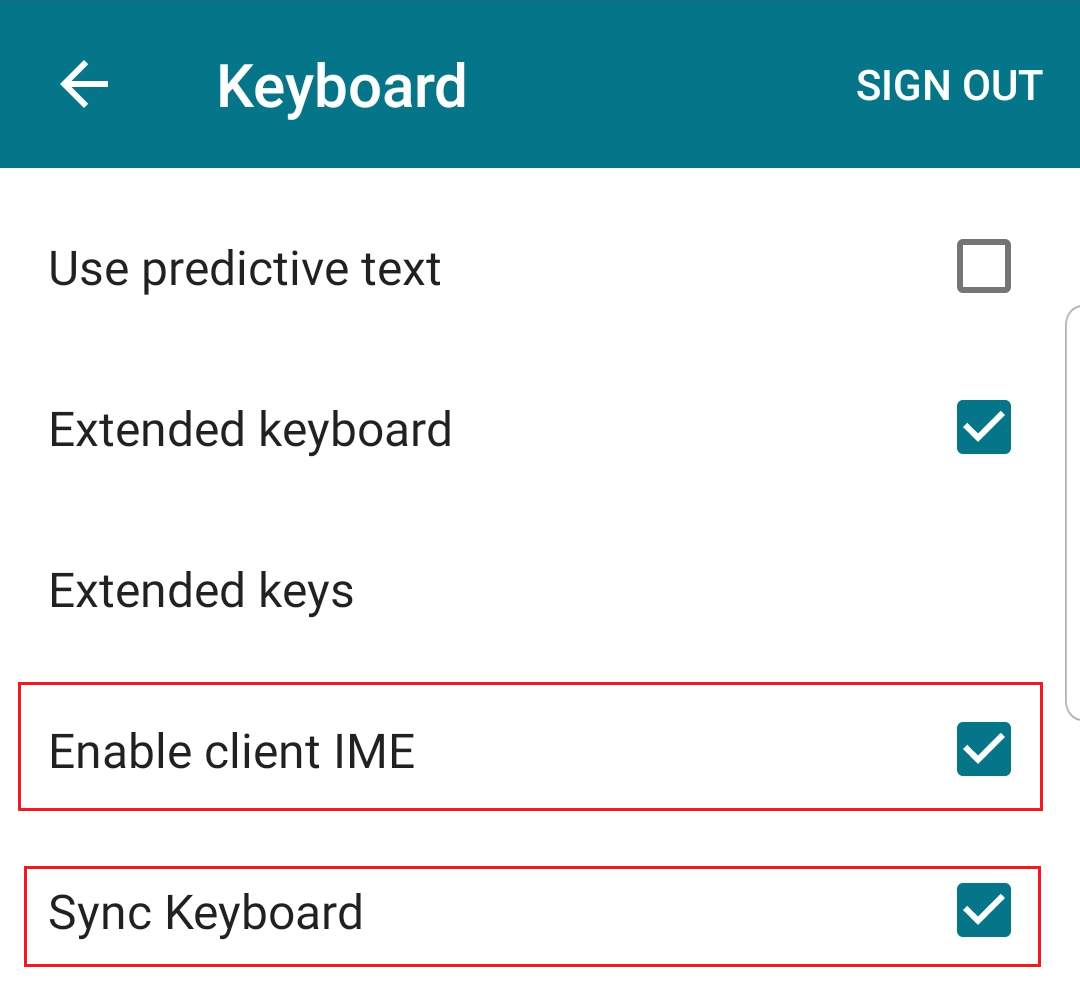 Keyboard SIGN OUT
Use predictive text
Extended keyboard
Extended keys
Enable client IME
Sync Keyboard